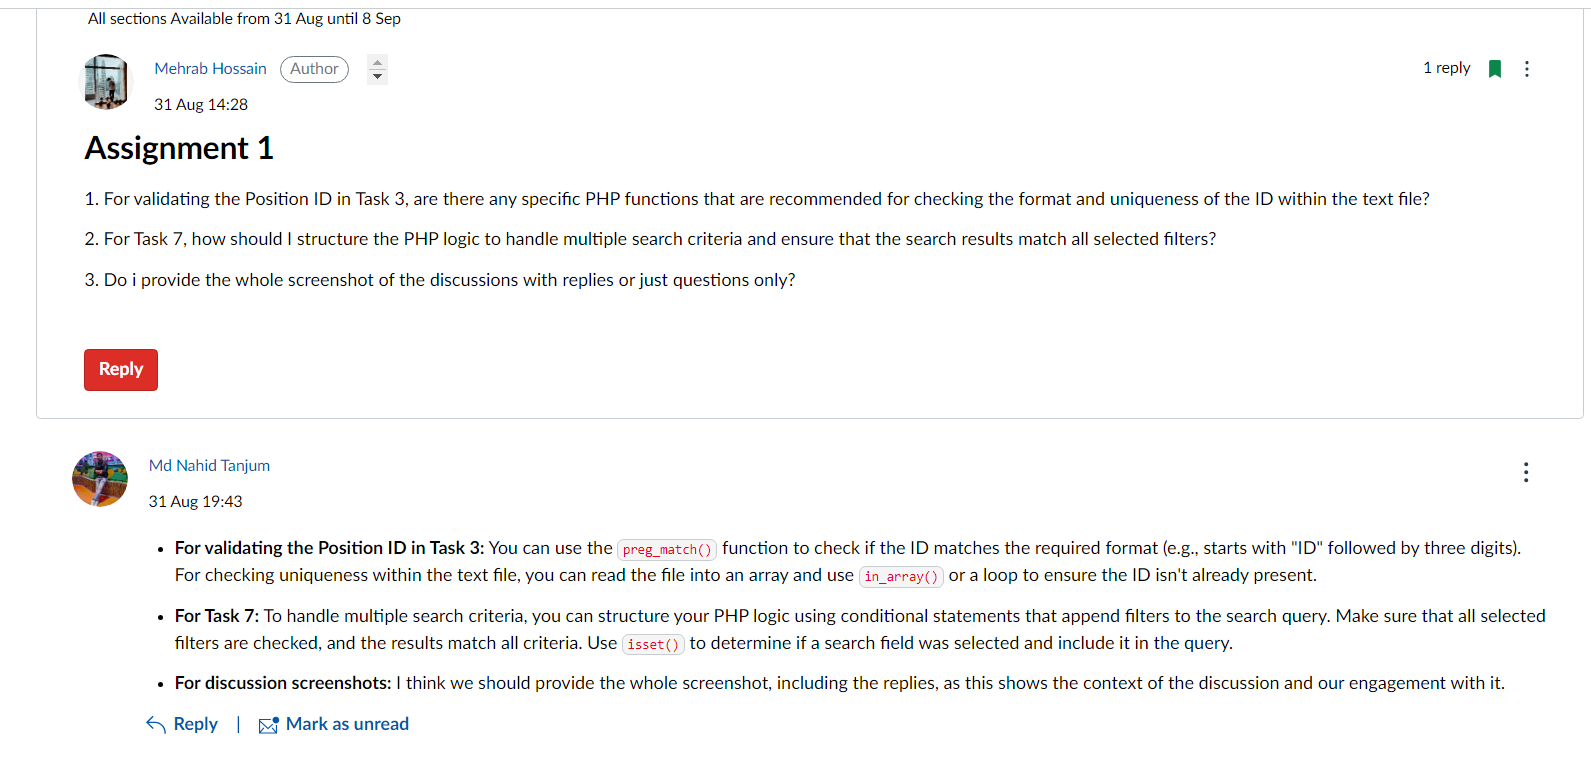 All sections Available from 31 Aug until 8 Sep
Mehrab Hossain Author
1 reply
31 Aug 14:28
Assignment 1
1. For validating the Position ID in Task 3, are there any specific PHP functions that are recommended for checking the format and uniqueness of the ID within the text file?
2. For Task 7, how should I structure the PHP logic to handle multiple search criteria and ensure that the search results match all selected filters?
3. Do i provide the whole screenshot of the discussions with replies or just questions only?
Reply
Md Nahid Tanjum
31 Aug 19:43
• For validating the Position ID in Task 3: You can use the preg_match() function to check if the ID matches the required format (e.g., starts with "ID" followed by three digits).
For checking uniqueness within the text file, you can read the file into an array and use in_array() or a loop to ensure the ID isn't already present.
• For Task 7: To handle multiple search criteria, you can structure your PHP logic using conditional statements that append filters to the search query. Make sure that all selected
filters are checked, and the results match all criteria. Use isset() to determine if a search field was selected and include it in the query.
• For discussion screenshots: I think we should provide the whole screenshot, including the replies, as this shows the context of the discussion and our engagement with it.
Reply | Mark as unread